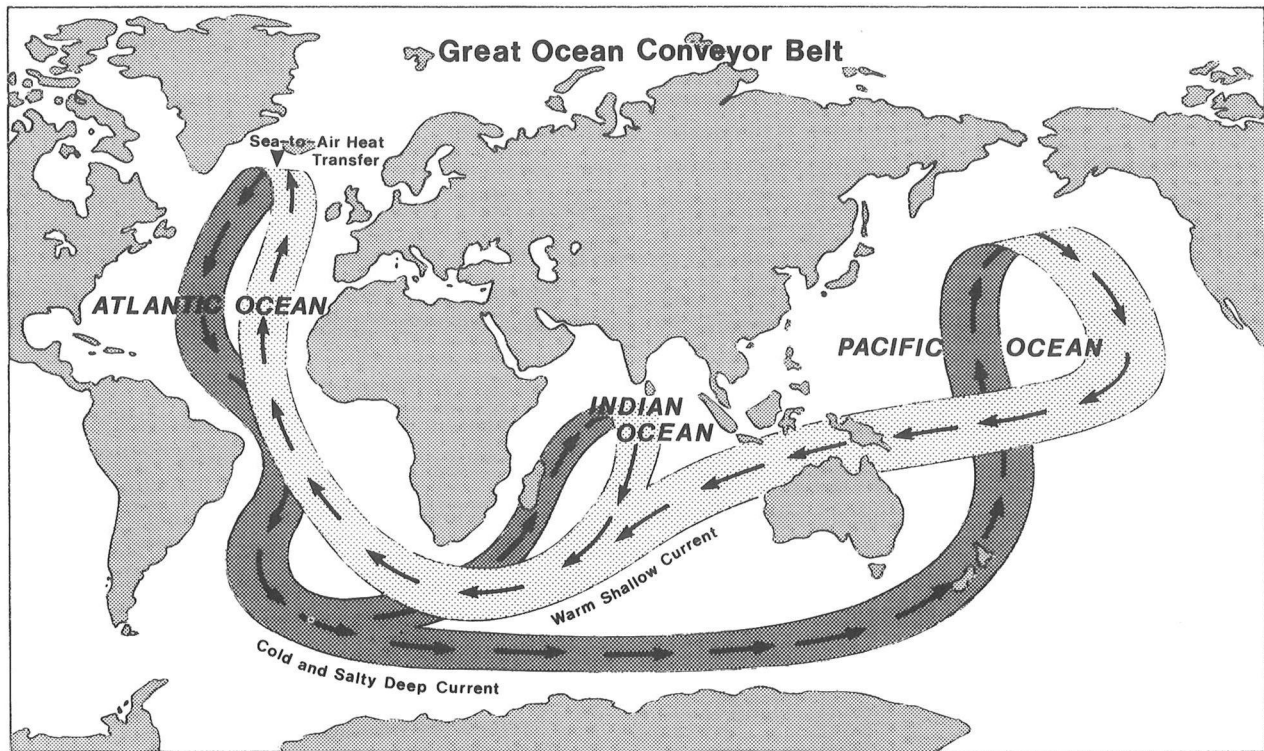 Great Ocean Conveyor Belt
Sea-to-Air Heat
Transfer
ATLANTIC OCEAN
PACIFIC OCEAN
INDIAN
OCEAN
Warm Shallow Current
Cold and Salty Deep Current